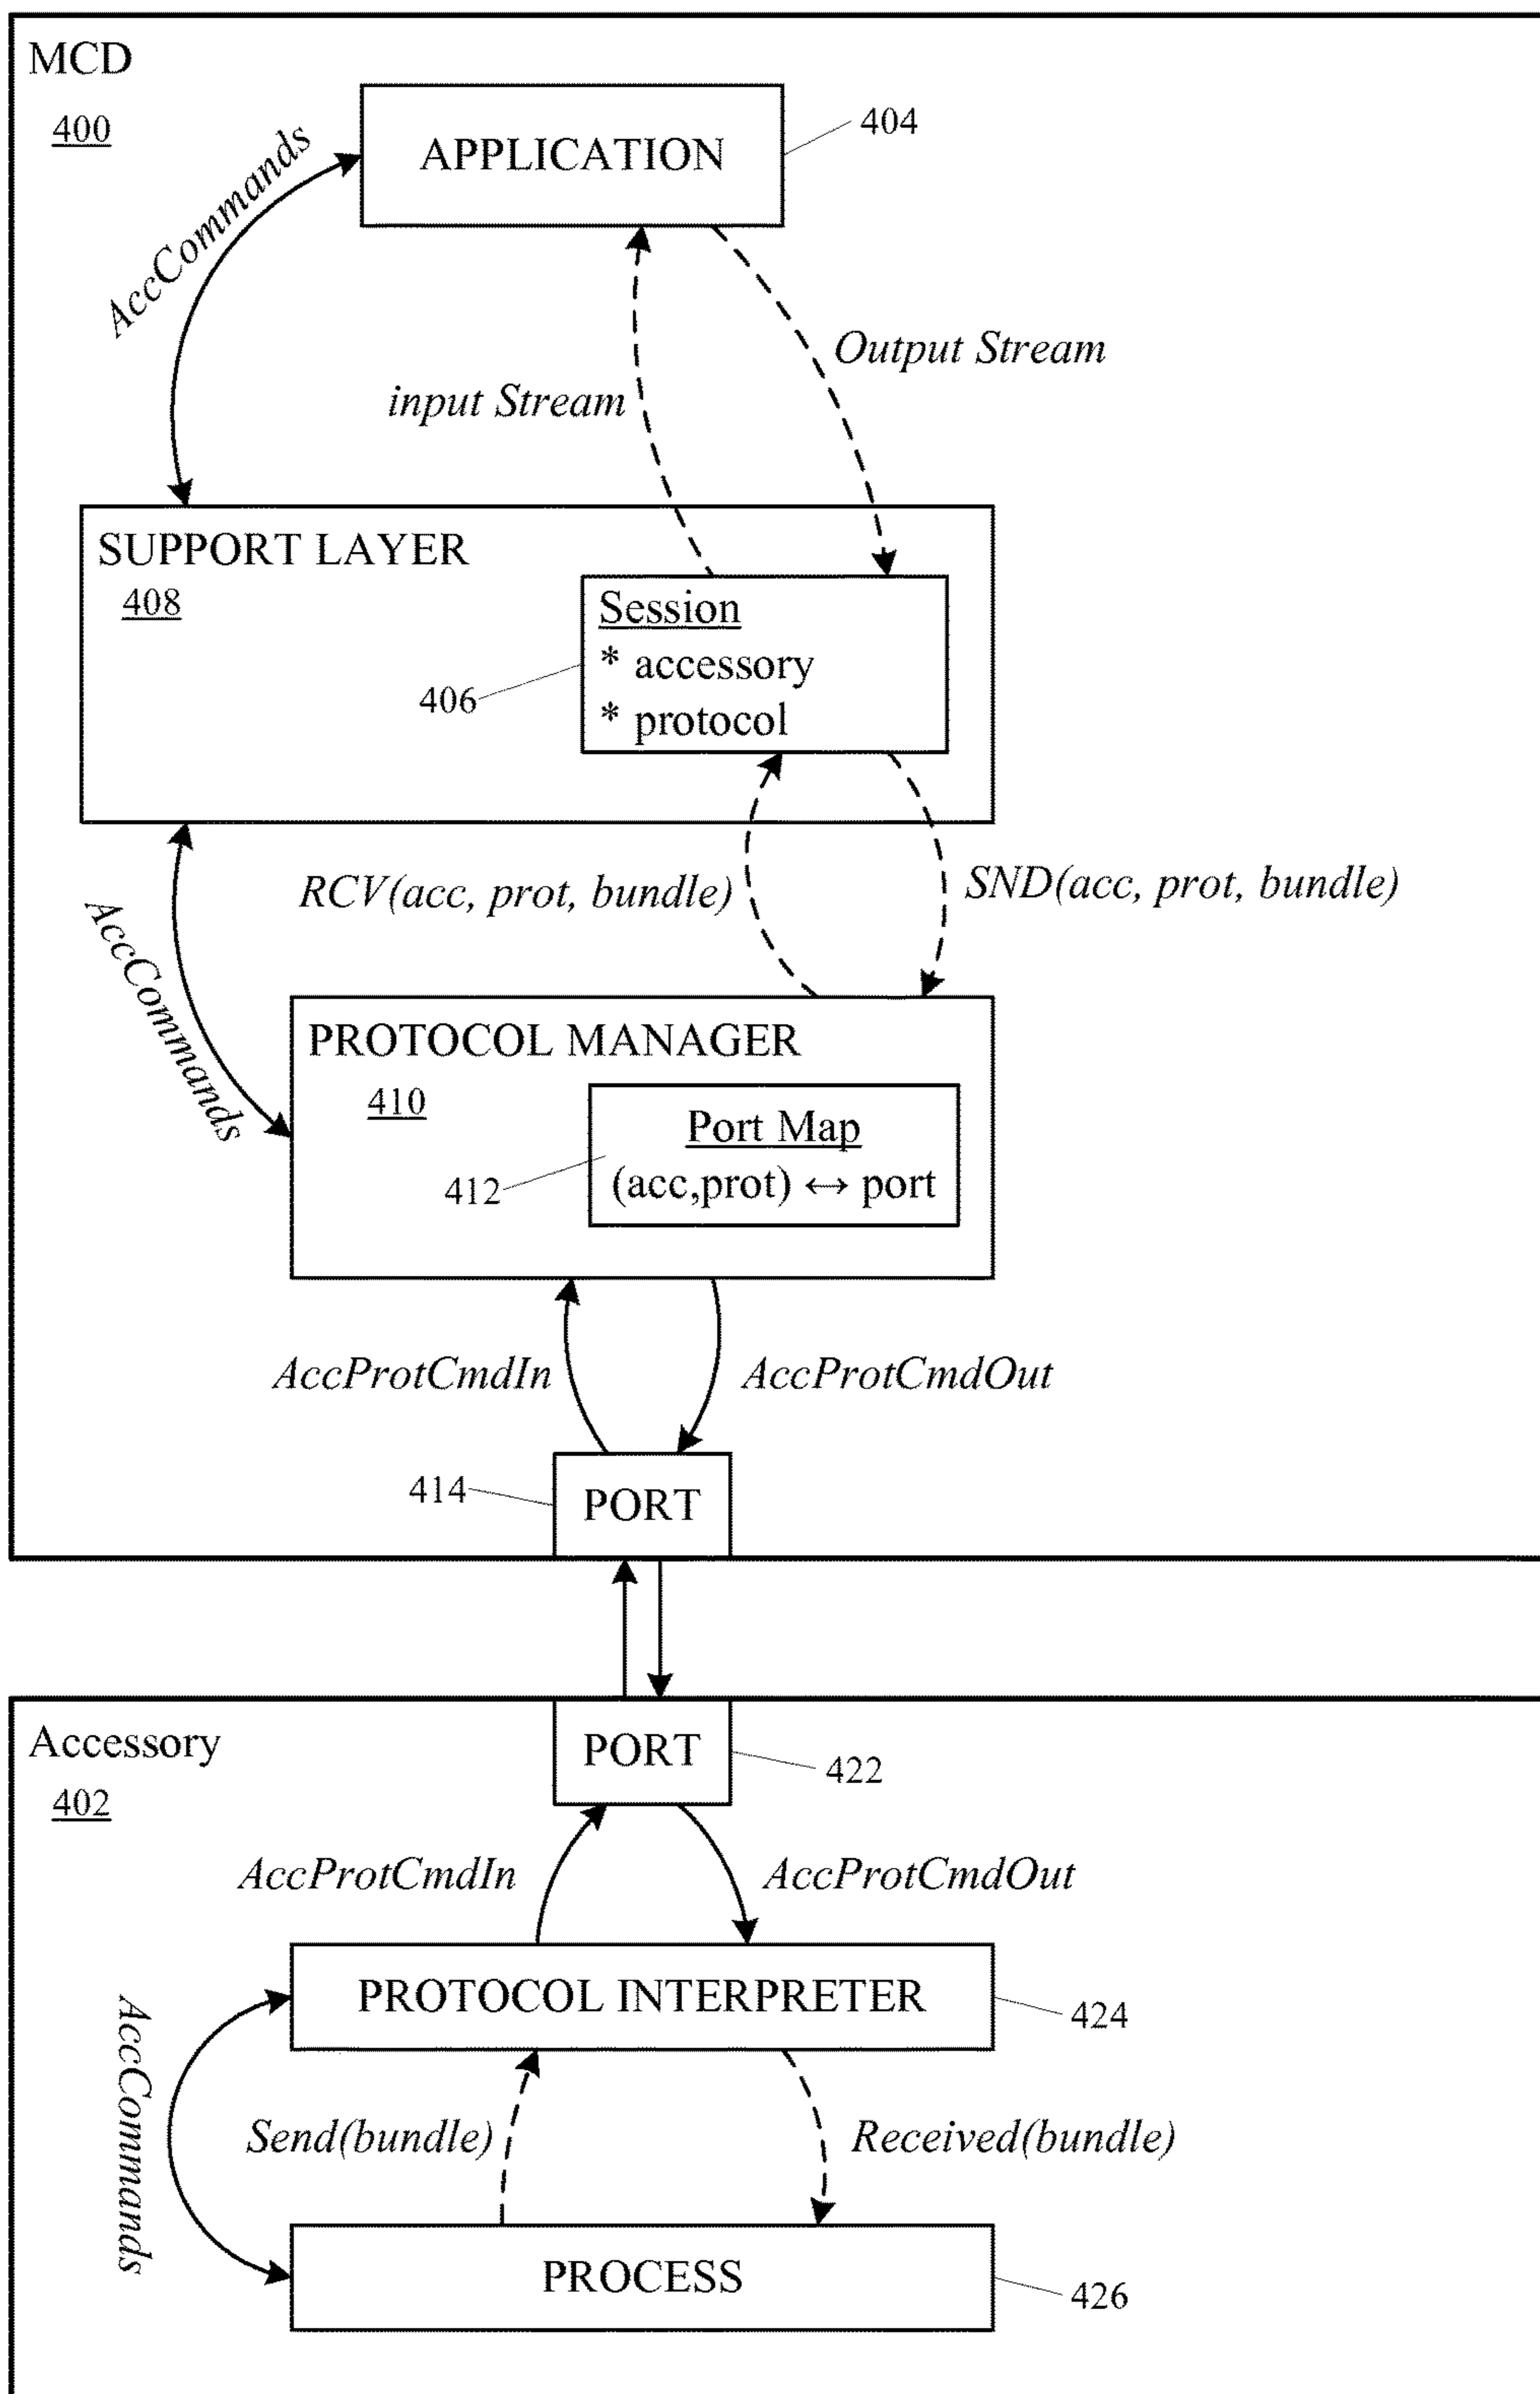 MCD
400
APPLICATION
404
AccCommands
Output Stream
input Stream
SUPPORT LAYER
408
Session
* accessory
* protocol
406
RCV(acc, prot, bundle)
SND(acc, prot, bundle)
AccCommands
PROTOCOL MANAGER
410
Port Map
(acc,prot) ↔ port
412
AccProtCmdIn
AccProtCmdOut
414
PORT
Accessory
402
PORT
422
AccProtCmdIn
AccProtCmdOut
PROTOCOL INTERPRETER
424
AccCommands
Send(bundle)
Received(bundle)
PROCESS
426